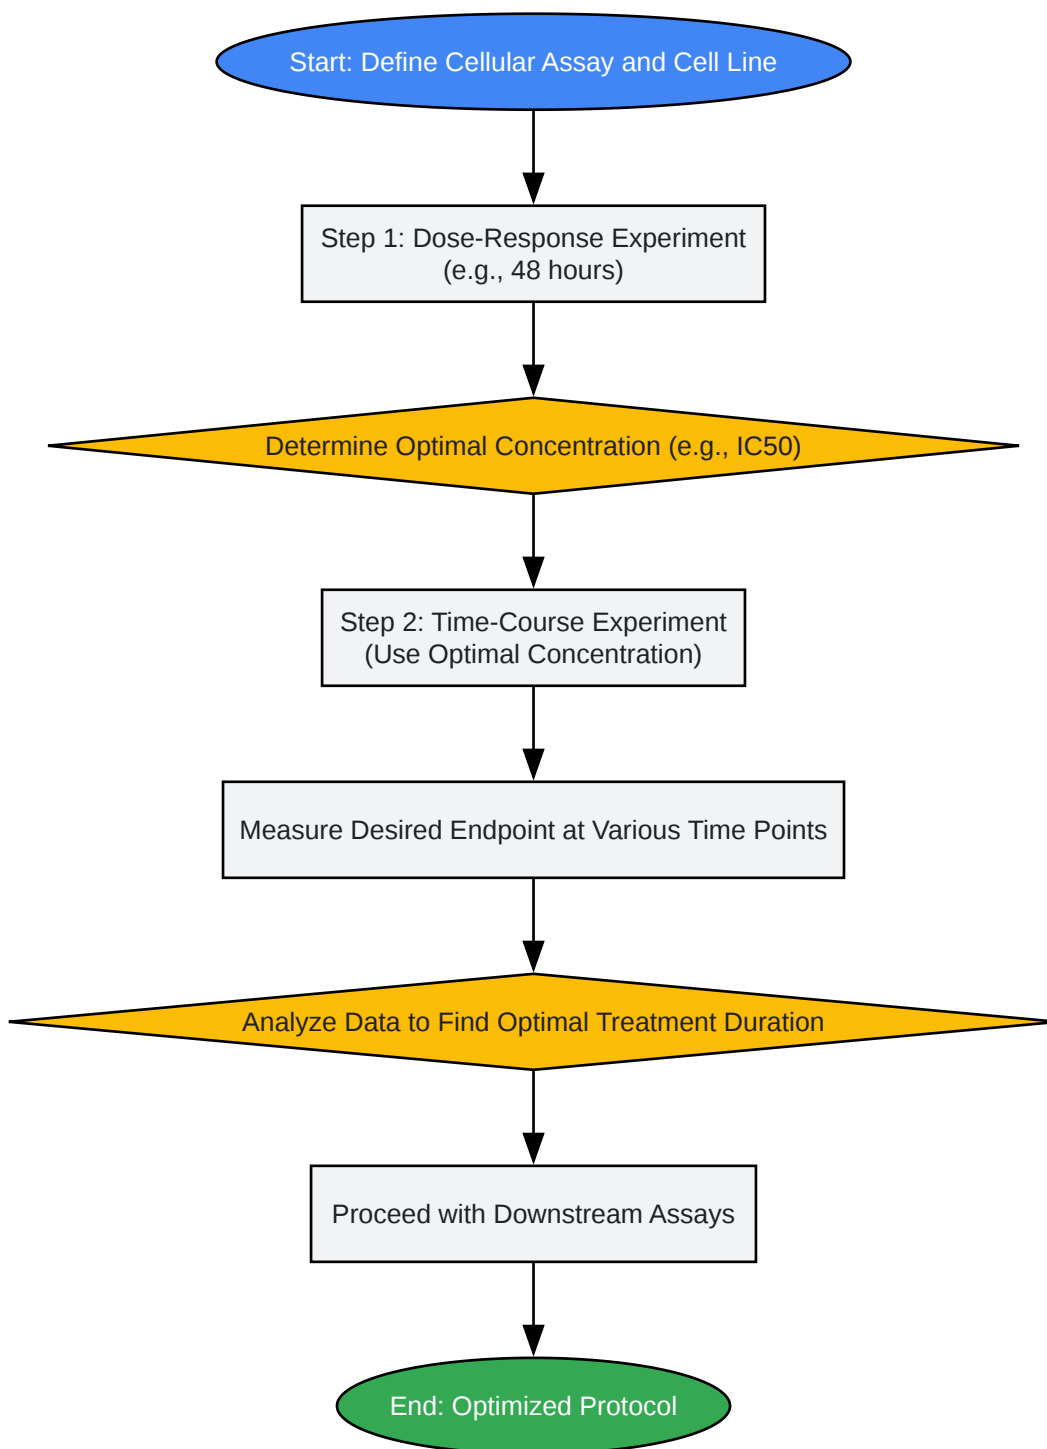 Start: Define Cellular Assay and Cell Line
Step 1: Dose-Response Experiment
(e.g., 48 hours)
Determine Optimal Concentration (e.g., IC50)
Step 2: Time-Course Experiment
(Use Optimal Concentration)
Measure Desired Endpoint at Various Time Points
Analyze Data to Find Optimal Treatment Duration
Proceed with Downstream Assays
End: Optimized Protocol